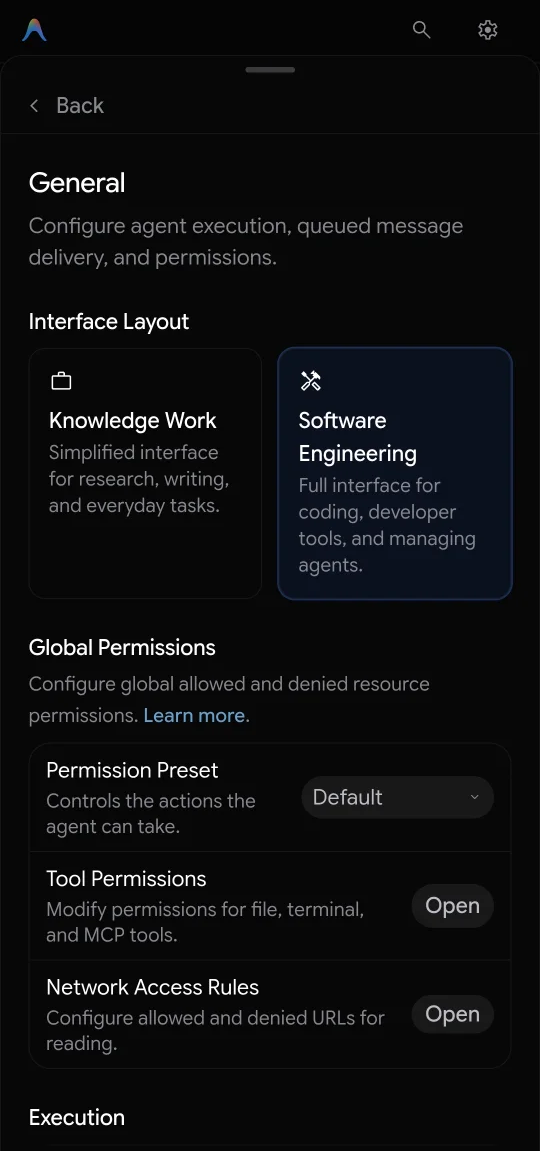 Back
General
Configure agent execution, queued message
delivery, and permissions.
Interface Layout
Knowledge Work
Simplified interface
for research, writing,
and everyday tasks.
Software
Engineering
Full interface for
coding, developer
tools, and managing
agents.
Global Permissions
Configure global allowed and denied resource
permissions. Learn more.
Permission Preset
Controls the actions the
agent can take.
Default
Tool Permissions
Modify permissions for file, terminal,
and MCP tools.
Open
Network Access Rules
Configure allowed and denied URLs for
reading.
Open
Execution